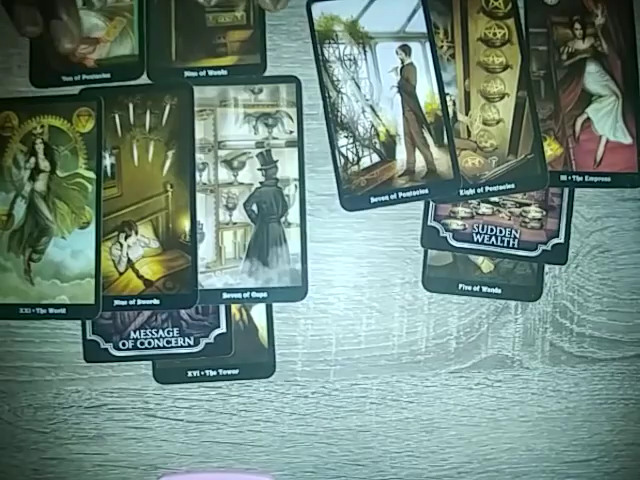 Ten of Pentacles
Nine of Wands
XXI • The World
Nine of Swords
Seven of Cups
MESSAGE
OF CONCERN
XVI • The Tower
Seven of Pentacles
Eight of Pentacles
III • The Empress
SUDDEN
WEALTH
Five of Wands